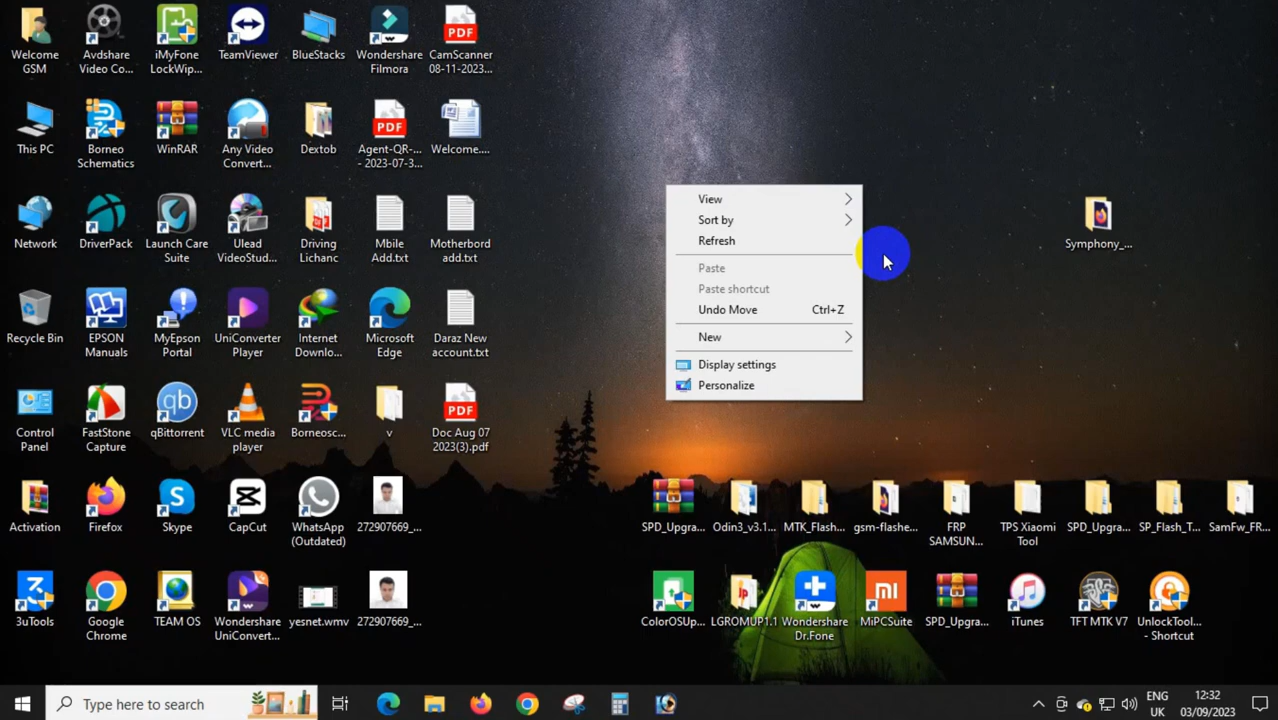 Welcome
GSM
Avdshare
Video Co...
iMyFone
LockWip...
TeamViewer
BlueStacks
Wondershare
Filmora
PDF
CamScanner
08-11-2023...
This PC
Borneo
Schematics
WinRAR
Any Video
Convert...
Dextob
PDF
Agent-QR-...
- 2023-07-3...
Welcome....
Network
DriverPack
Launch Care
Suite
Ulead
VideoStud...
Driving
Lichanc
Mbile
Add.txt
Motherbord
add.txt
Recycle Bin
EPSON
Manuals
MyEpson
Portal
UniConverter
Player
Internet
Downlo...
Microsoft
Edge
Daraz New
account.txt
Control
Panel
FastStone
Capture
qb
qBittorrent
VLC media
player
Borneosc...
v
PDF
Doc Aug 07
2023(3).pdf
Activation
Firefox
Skype
CapCut
WhatsApp
(Outdated)
272907669_...
3uTools
Google
Chrome
TEAM OS
Wondershare
UniConvert...
yesnet.wmv
272907669_...
View
Sort by
Refresh
Paste
Paste shortcut
Undo Move Ctrl+Z
New
Display settings
Personalize
Symphony_...
SPD_Upgra...
Odin3_v3.1...
MTK_Flash...
gsm-flashe...
FRP
SAMSUN...
TPS Xiaomi
Tool
SPD_Upgra...
SP_Flash_T...
SamFw_FR...
ColorOSUp...
LGROMUP1.1
Wondershare
Dr.Fone
MiPCSuite
SPD_Upgra...
iTunes
TFT MTK V7
UnlockTool...
- Shortcut
Type here to search
ENG
UK
12:32
03/09/2023